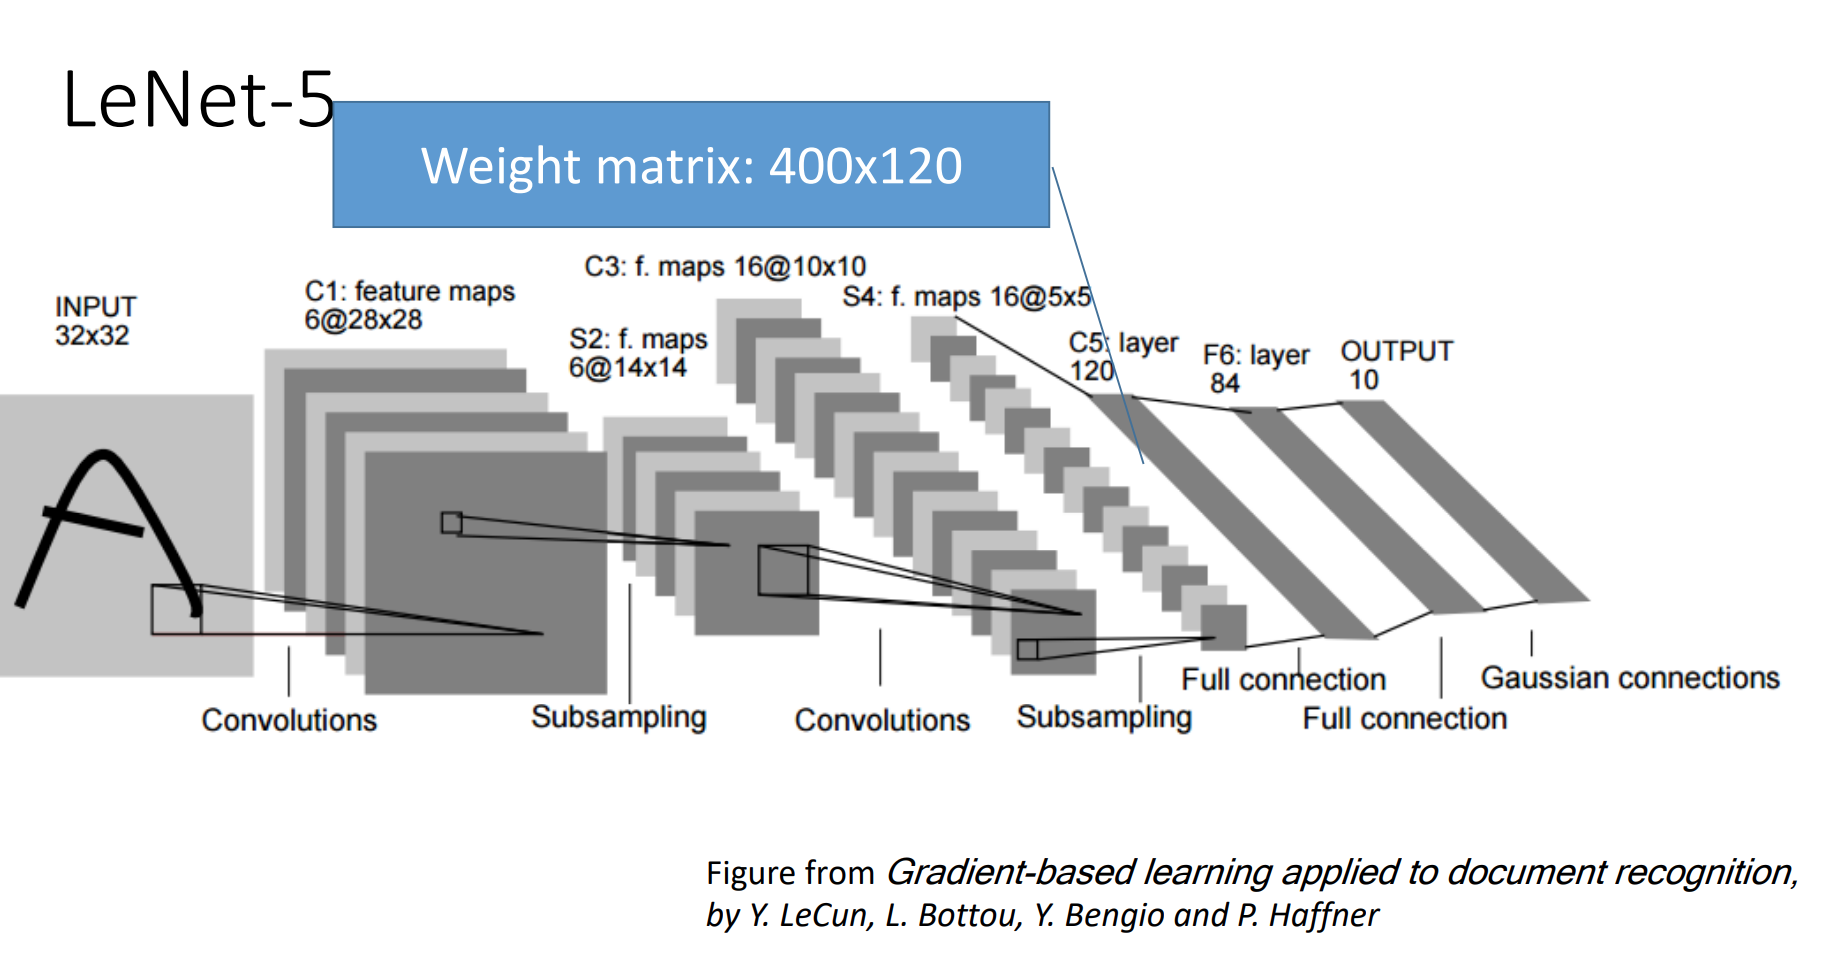 LeNet-5
Weight matrix: 400x120
INPUT
32x32
C1: feature maps
6@28x28
S2: f. maps
6@14x14
C3: f. maps 16@10x10
S4: f. maps 16@5x5
C5: layer
120
F6: layer
84
OUTPUT
10
Convolutions
Subsampling
Convolutions
Subsampling
Full connection
Full connection
Gaussian connections
Figure from Gradient-based learning applied to document recognition,
by Y. LeCun, L. Bottou, Y. Bengio and P. Haffner